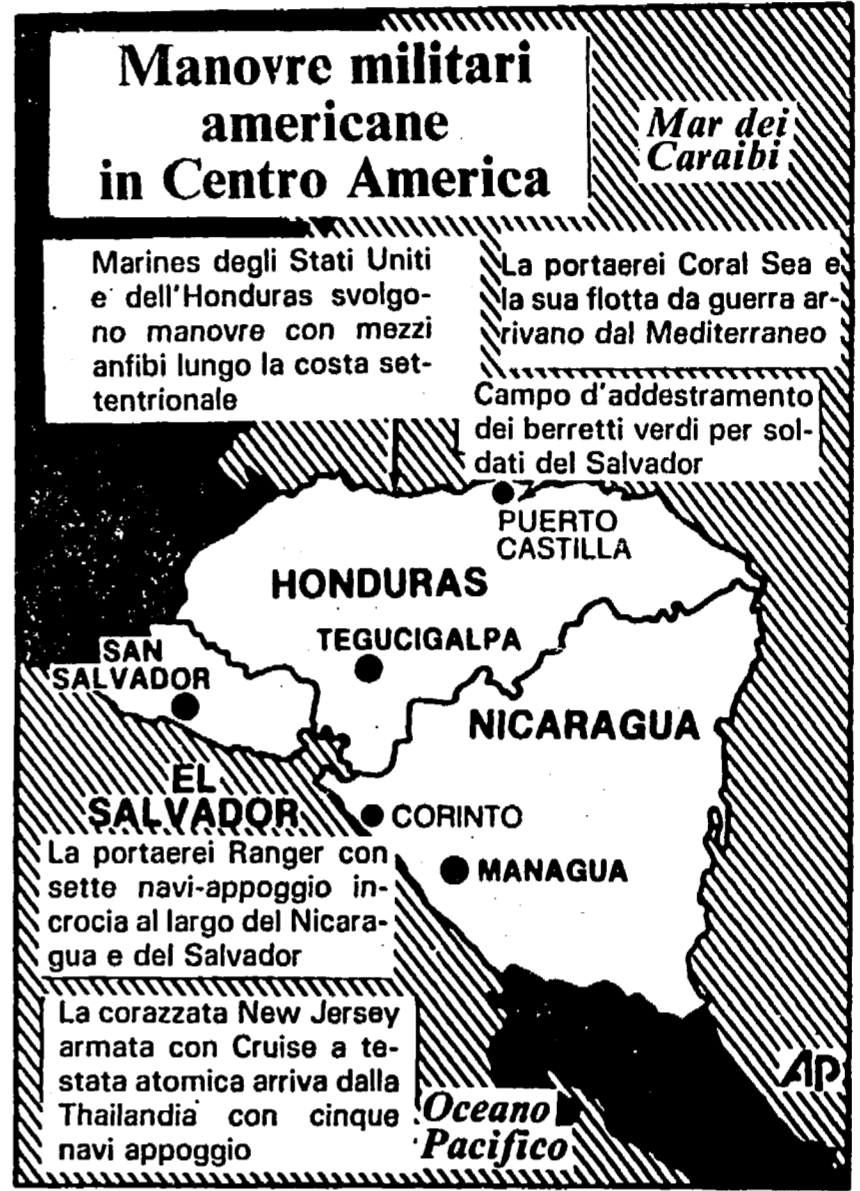 Manovre militari
americane
in Centro America
Mar dei
Caraibi
Marines degli Stati Uniti
e dell'Honduras svolgo-
no manovre con mezzi
anfibi lungo la costa set-
tentrionale
La portaerei Coral Sea e
la sua flotta da guerra ar-
rivano dal Mediterraneo
Campo d'addestramento
dei berretti verdi per sol-
dati del Salvador
PUERTO
CASTILLA
HONDURAS
TEGUCIGALPA
SAN
SALVADOR
NICARAGUA
EL
SALVADOR
CORINTO
MANAGUA
La portaerei Ranger con
sette navi-appoggio in-
crocia al largo del Nicara-
gua e del Salvador
La corazzata New Jersey
armata con Cruise a te-
stata atomica arriva dalla
Thailandia con cinque
navi appoggio
Oceano
Pacifico
AP